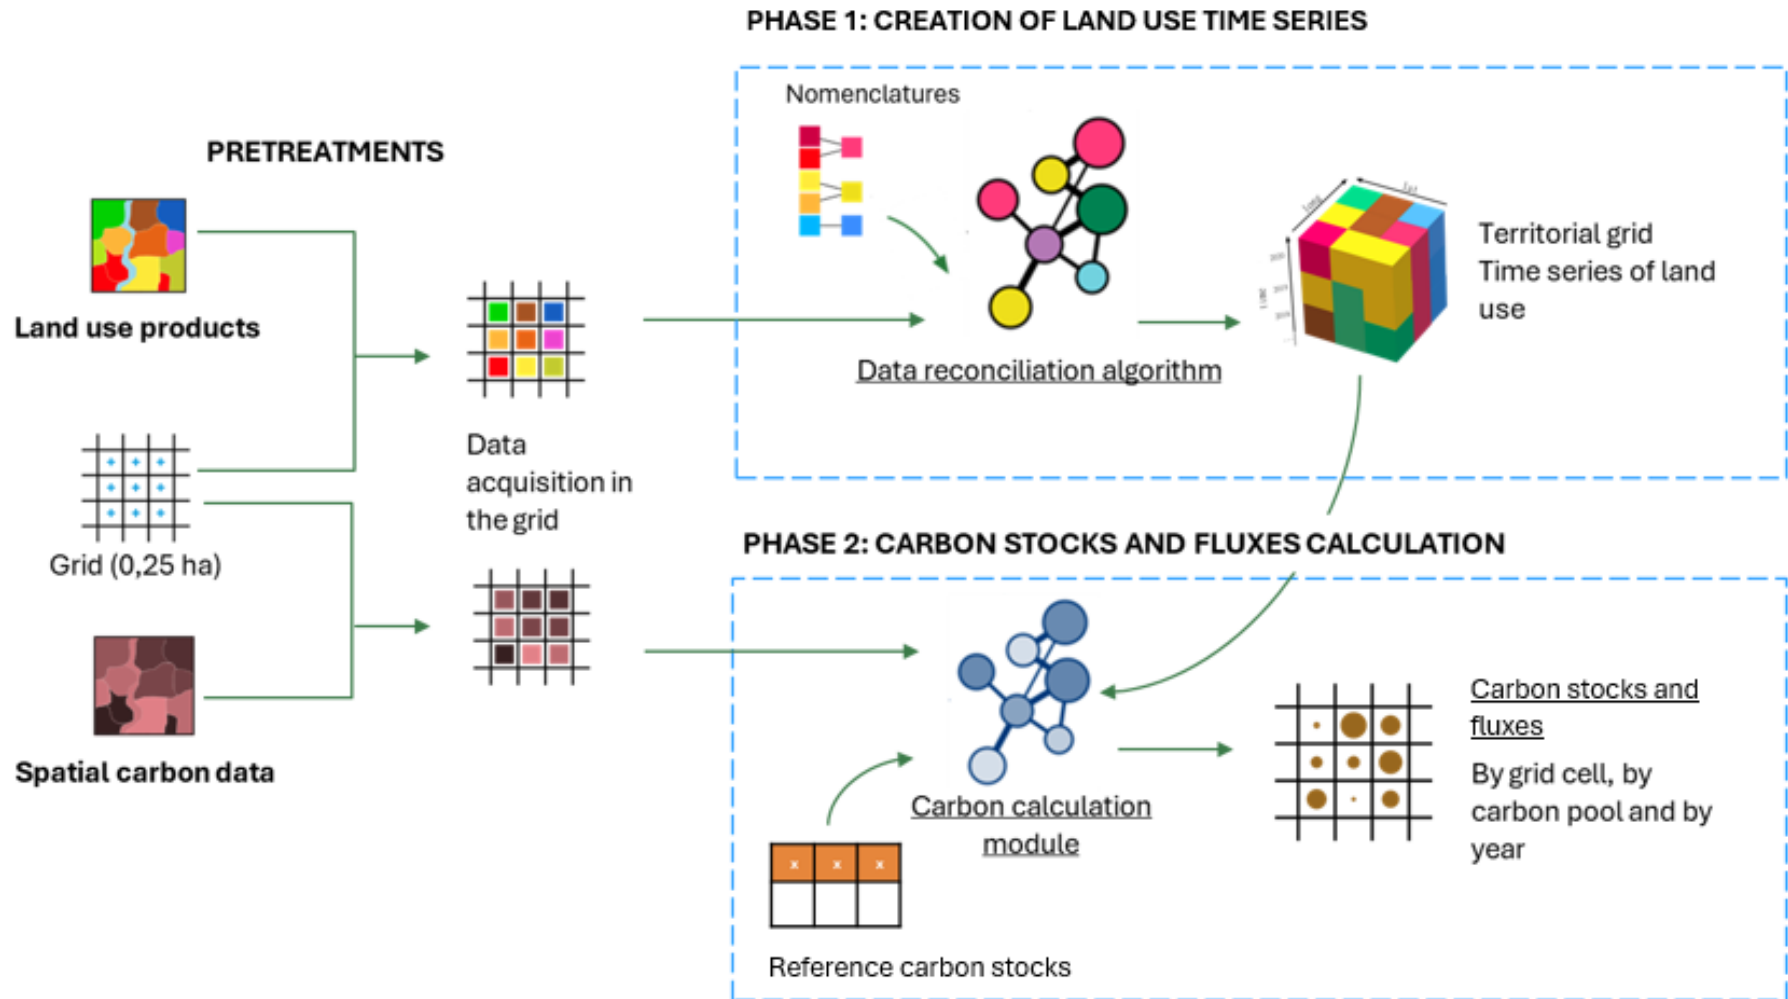 PHASE 1: CREATION OF LAND USE TIME SERIES
PRETREATMENTS
Land use products
Grid (0,25 ha)
Spatial carbon data
Data
acquisition in
the grid
Nomenclatures
Data reconciliation algorithm
Territorial grid
Time series of land
use
PHASE 2: CARBON STOCKS AND FLUXES CALCULATION
x x x
Reference carbon stocks
Carbon calculation
module
Carbon stocks and
fluxes
By grid cell, by
carbon pool and by
year